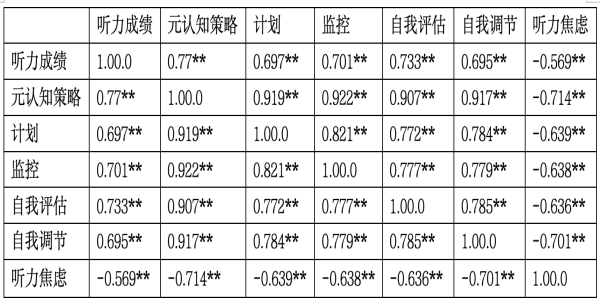 听力成绩 元认知策略 计划 监控 自我评估 自我调节 听力焦虑
听力成绩 1.00.0 0.77** 0.697** 0.701** 0.733** 0.695** -0.569**
元认知策略 0.77** 1.00.0 0.919** 0.922** 0.907** 0.917** -0.714**
计划 0.697** 0.919** 1.00.0 0.821** 0.772** 0.784** -0.639**
监控 0.701** 0.922** 0.821** 1.00.0 0.777** 0.779** -0.638**
自我评估 0.733** 0.907** 0.772** 0.777** 1.00.0 0.785** -0.636**
自我调节 0.695** 0.917** 0.784** 0.779** 0.785** 1.00.0 -0.701**
听力焦虑 -0.569** -0.714** -0.639** -0.638** -0.636** -0.701** 1.00.0